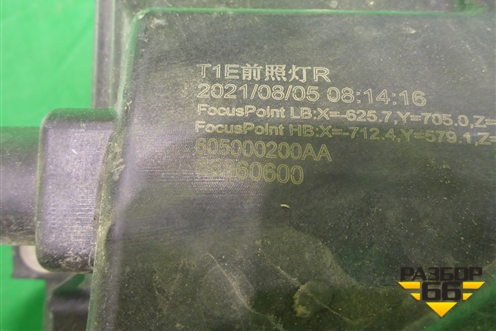 T1E前照灯R
2021/08/05 08:14:16
FocusPoint LB:X=-625.7,Y=705.0,Z=
FocusPoint HB:X=-712.4,Y=579.1,Z=
605000200AA
60600
РАЗБОР
66